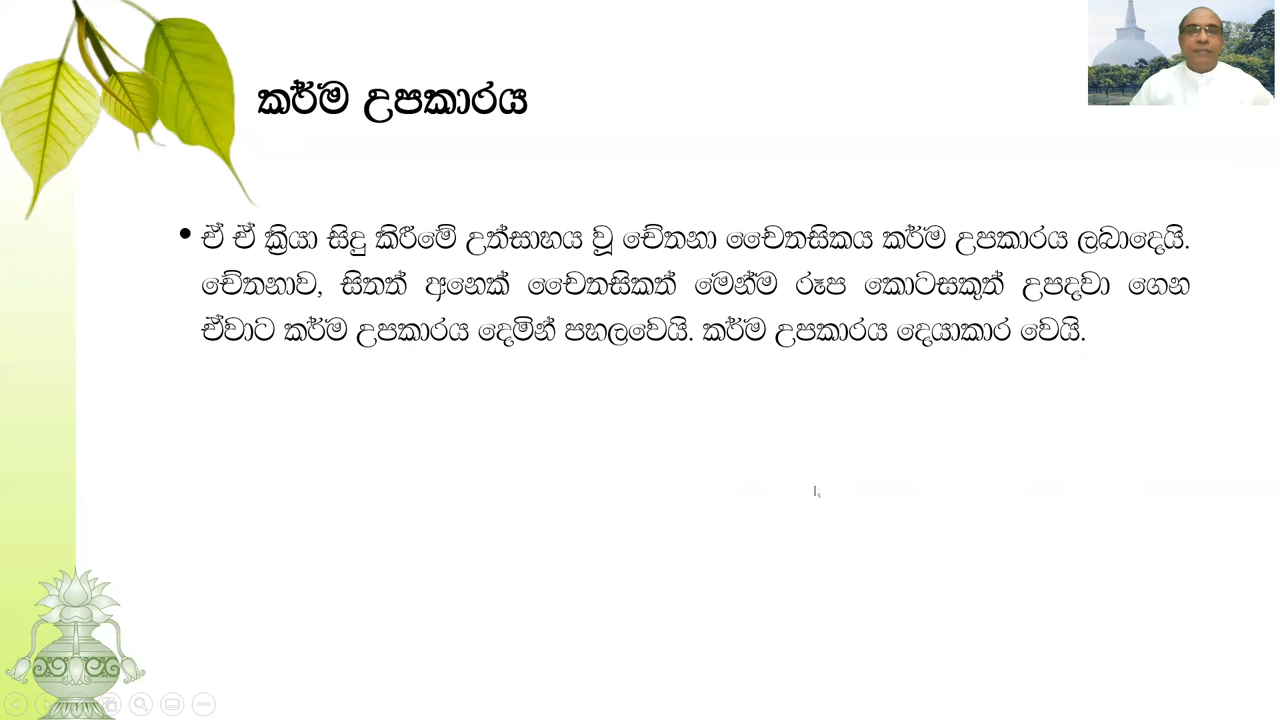 කර්ම උපකාරය
• ඒ ඒ ක්‍රියා සිදු කිරීමේ උත්සාහය වූ චේතනා චෛතසිකය කර්ම උපකාරය ලබාදෙයි.
චේතනාව, සිතත් අනෙක් චෛතසිකත් මෙන්ම රූප කොටසකුත් උපදවා ගෙන
ඒවාට කර්ම උපකාරය දෙමින් පහලවෙයි. කර්ම උපකාරය දෙයාකාර වෙයි.